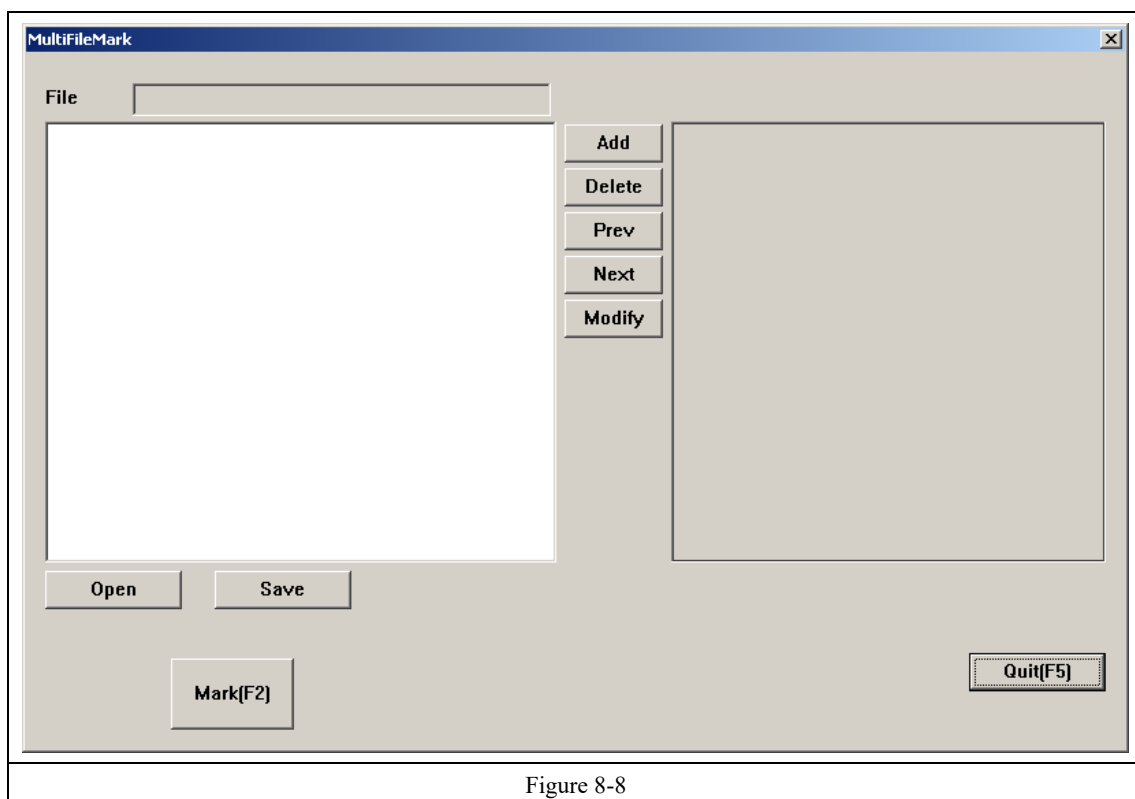 MultiFileMark
File
Add
Delete
Prev
Next
Modify
Open Save
Mark(F2)
Quit(F5)
Figure 8-8